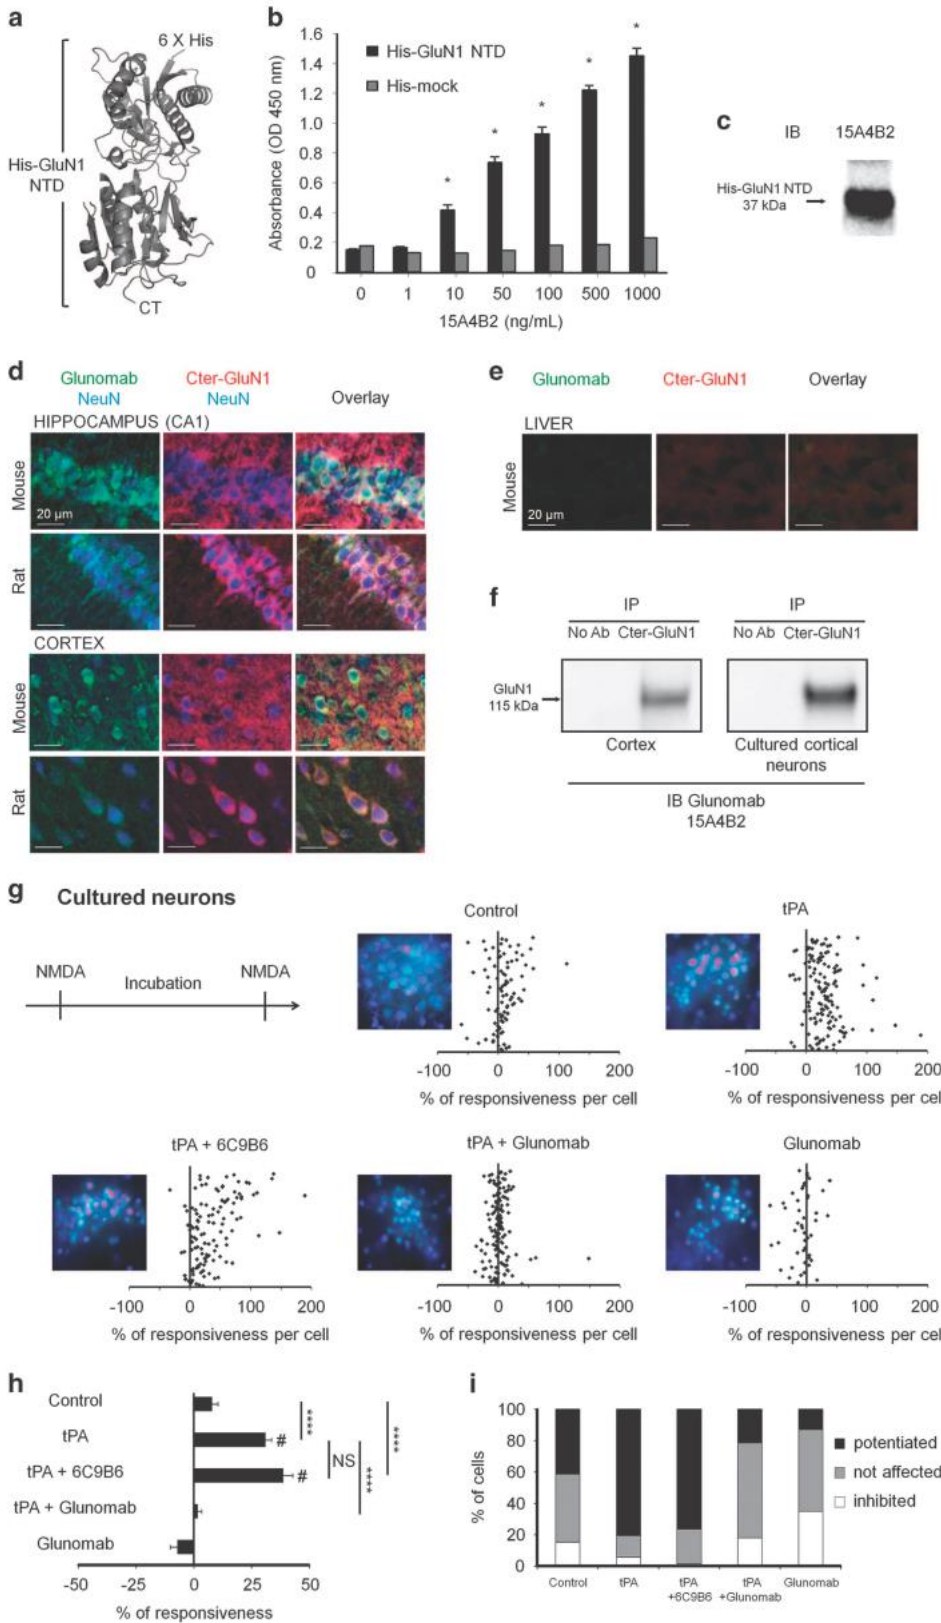 a
6 X His
His-GluN1
NTD
CT
b
Absorbance (OD 450 nm)
1.6
1.4
1.2
1.0
0.8
0.6
0.4
0.2
0
His-GluN1 NTD
His-mock
*
*
*
*
*
0 1 10 50 100 500 1000
15A4B2 (ng/mL)
c
IB 15A4B2
His-GluN1 NTD
37 kDa
d
Glunomab Cter-GluN1
NeuN NeuN Overlay
HIPPOCAMPUS (CA1)
Mouse
20 µm
Rat
CORTEX
Mouse
Rat
e
Glunomab Cter-GluN1 Overlay
LIVER
Mouse
20 µm
f
IP IP
No Ab Cter-GluN1 No Ab Cter-GluN1
GluN1
115 kDa
Cortex Cultured cortical
neurons
IB Glunomab
15A4B2
g Cultured neurons
NMDA Incubation NMDA
Control
-100 0 100 200
% of responsiveness per cell
tPA
-100 0 100 200
% of responsiveness per cell
tPA + 6C9B6
-100 0 100 200
% of responsiveness per cell
tPA + Glunomab
-100 0 100 200
% of responsiveness per cell
Glunomab
-100 0 100 200
% of responsiveness per cell
h
Control
tPA #
tPA + 6C9B6 #
tPA + Glunomab
Glunomab
****
NS
****
****
-50 -25 0 25 50
% of responsiveness
i
% of cells
100
80
60
40
20
0
Control tPA tPA
+6C9B6 tPA
+Glunomab Glunomab
potentiated
not affected
inhibited